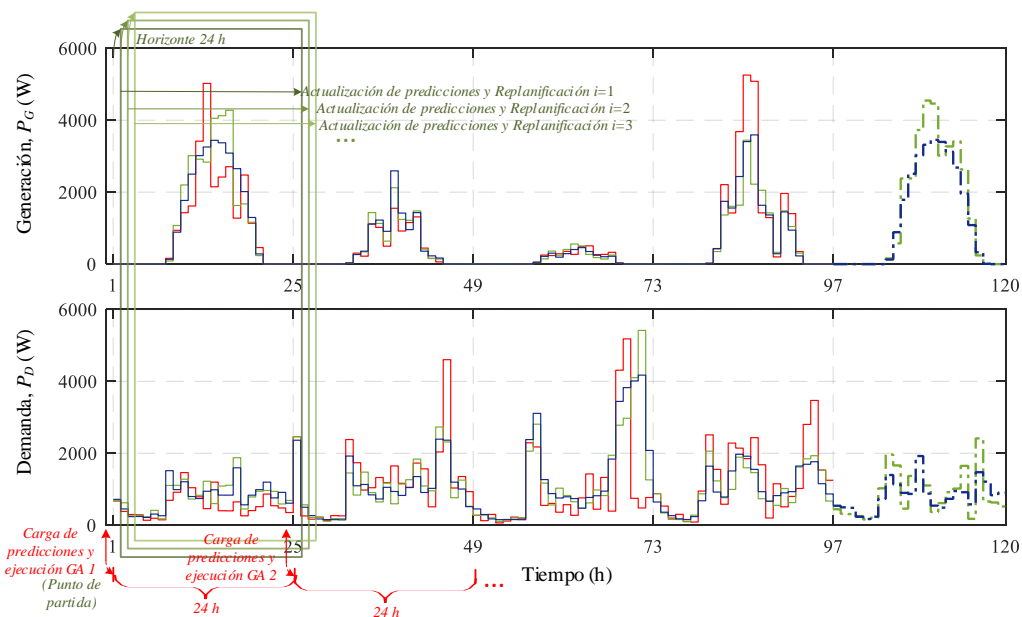 Horizonte 24 h
6000
4000
2000
0
Generación, P_G (W)
Actualización de predicciones y Replanificación i=1
Actualización de predicciones y Replanificación i=2
Actualización de predicciones y Replanificación i=3
...
1
25
49
73
97
120
6000
4000
2000
0
Demanda, P_D (W)
1
25
49
73
97
120
Tiempo (h)
Carga de
predicciones y
ejecución GA 1
(Punto de
partida)
Carga de
predicciones y
ejecución GA 2
24 h
24 h
...